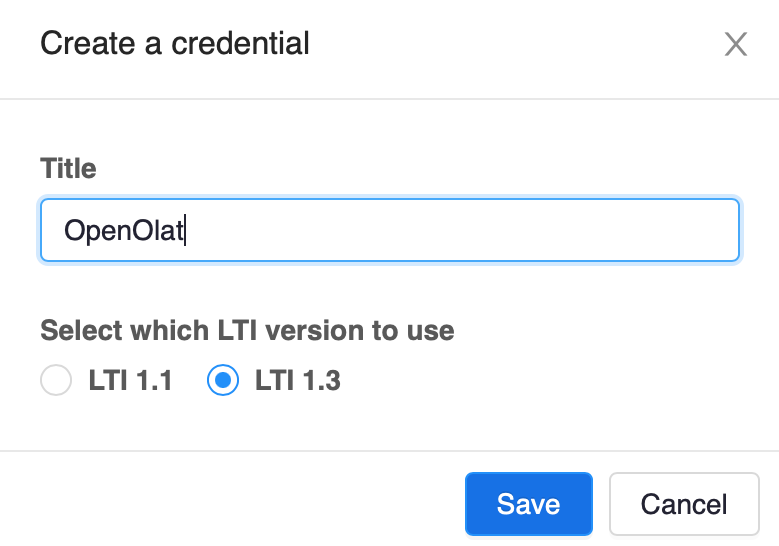 Create a credential
Title
OpenOlat
Select which LTI version to use
LTI 1.1 LTI 1.3
Save Cancel